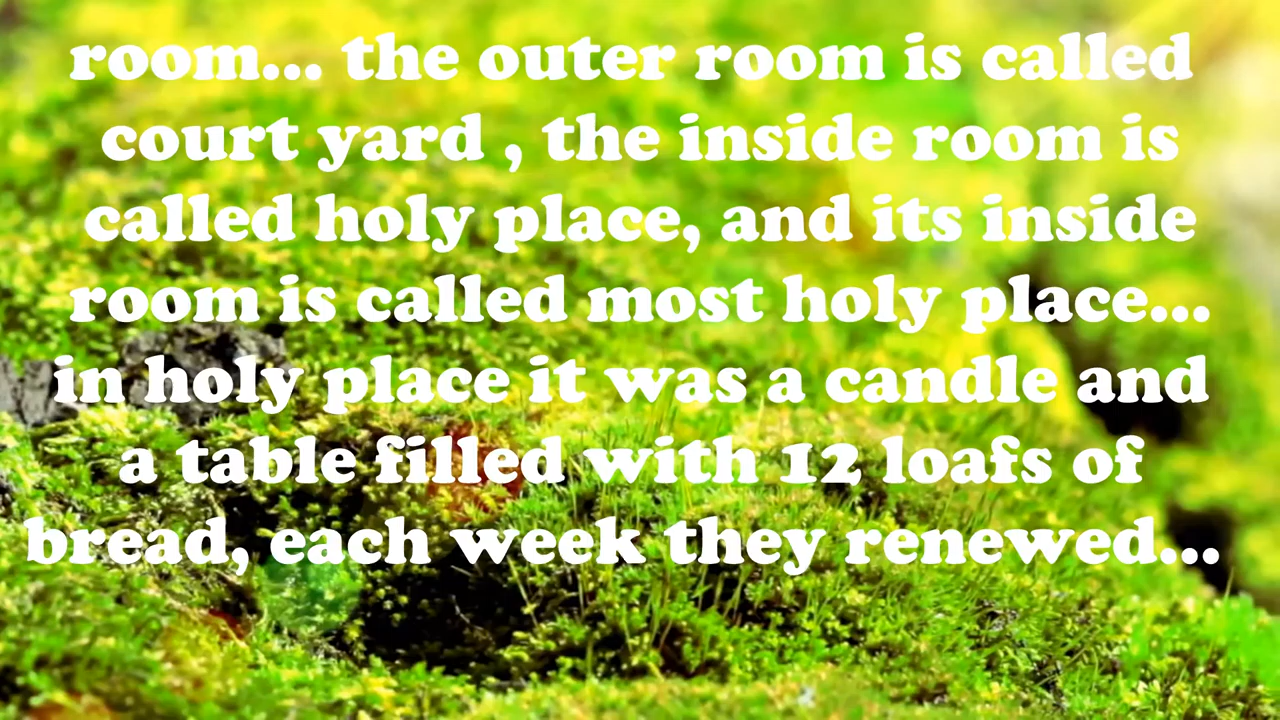 room... the outer room is called
court yard , the inside room is
called holy place, and its inside
room is called most holy place...
in holy place it was a candle and
a table filled with 12 loafs of
bread, each week they renewed...